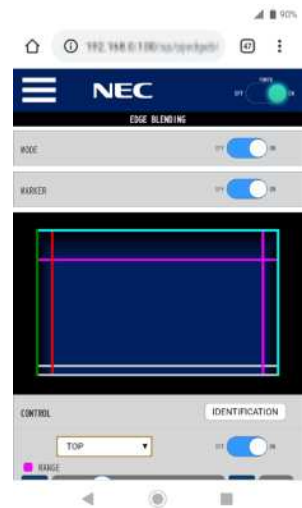 90%
47
NEC
POWER
OFF
ON
EDGE BLENDING
MODE
OFF
ON
MARKER
OFF
ON
CONTROL
IDENTIFICATION
TOP
OFF
ON
RANGE